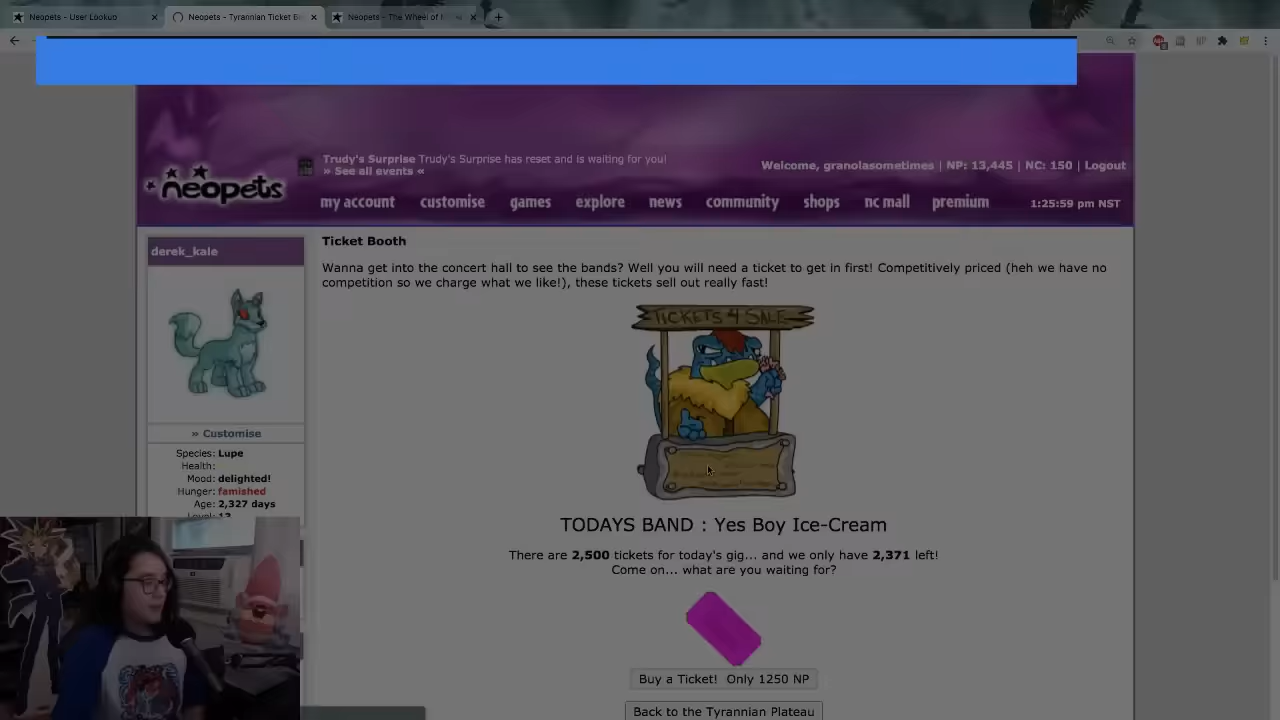 Neopets - User Lookup
Neopets - Tyrannian Ticket Bo
Neopets - The Wheel of
Trudy's Surprise Trudy's Surprise has reset and is waiting for you!
» See all events «
Welcome, granolasometimes | NP: 13,445 | NC: 150 | Logout
neopets
my account customise games explore news community shops nc mall premium
1:25:59 pm NST
derek_kale
» Customise
Species: Lupe
Health:
Mood: delighted!
Hunger: famished
Age: 2,327 days
Level: 13
Ticket Booth
Wanna get into the concert hall to see the bands? Well you will need a ticket to get in first! Competitively priced (heh we have no
competition so we charge what we like!), these tickets sell out really fast!
TICKETS 4 SALE
TODAYS BAND : Yes Boy Ice-Cream
There are 2,500 tickets for today's gig... and we only have 2,371 left!
Come on... what are you waiting for?
Buy a Ticket! Only 1250 NP
Back to the Tyrannian Plateau